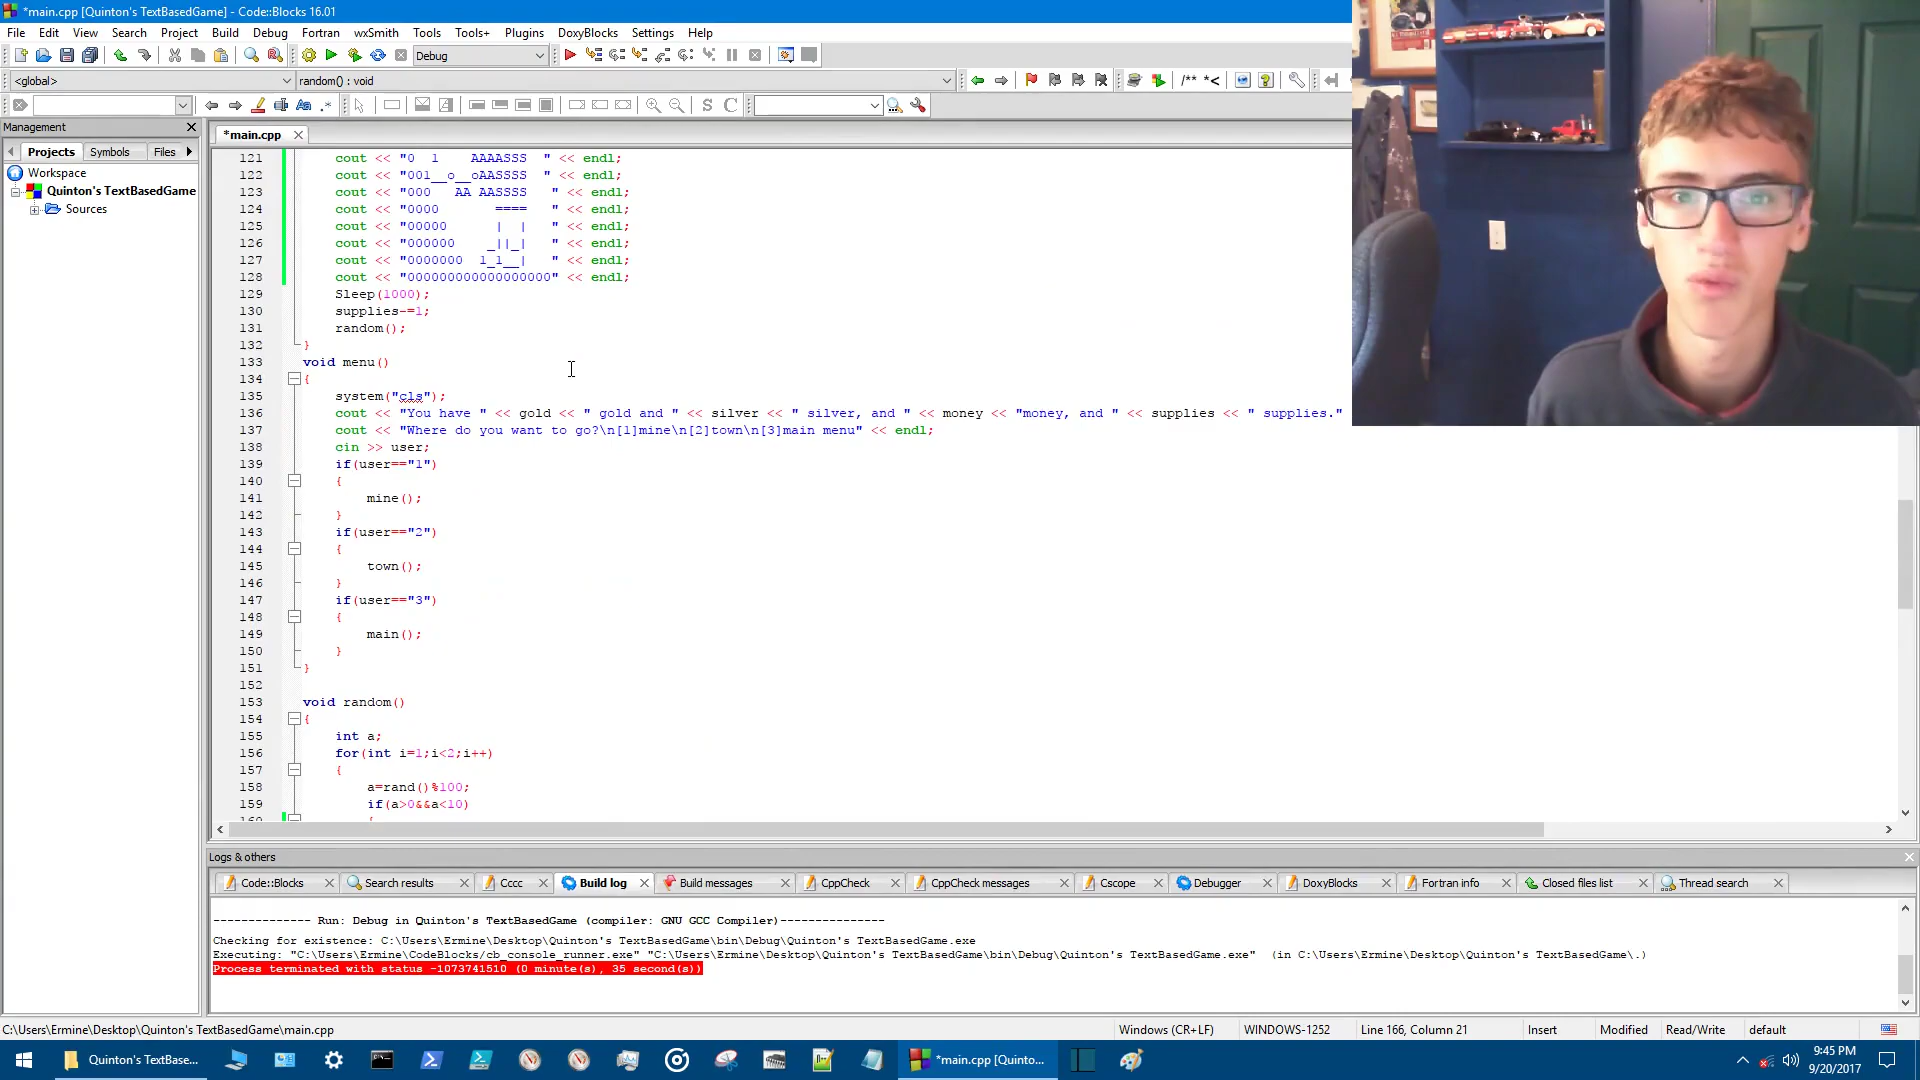 *main.cpp [Quinton's TextBasedGame] - Code::Blocks 16.01
File Edit View Search Project Build Debug Fortran wxSmith Tools Tools+ Plugins DoxyBlocks Settings Help
Debug
<global> random() : void
/** *<
Aa .* S C
Management
Projects Symbols Files
*main.cpp
Workspace
Quinton's TextBasedGame
Sources
121 cout << "0  1    AAAASSS  " << endl;
122 cout << "001__o__oAASSSS  " << endl;
123 cout << "000   AA AASSSS   " << endl;
124 cout << "0000       ====   " << endl;
125 cout << "00000      |  |   " << endl;
126 cout << "000000    _||_|   " << endl;
127 cout << "0000000  1_1__|   " << endl;
128 cout << "000000000000000000" << endl;
129 Sleep(1000);
130 supplies-=1;
131 random();
132 }
133 void menu()
134 {
135 system("cls");
136 cout << "You have " << gold << " gold and " << silver << " silver, and " << money << "money, and " << supplies << " supplies."
137 cout << "Where do you want to go?\n[1]mine\n[2]town\n[3]main menu" << endl;
138 cin >> user;
139 if(user=="1")
140 {
141 mine();
142 }
143 if(user=="2")
144 {
145 town();
146 }
147 if(user=="3")
148 {
149 main();
150 }
151 }
152
153 void random()
154 {
155 int a;
156 for(int i=1;i<2;i++)
157 {
158 a=rand()%100;
159 if(a>0&&a<10)
160 {
Logs & others
Code::Blocks Search results Cccc Build log Build messages CppCheck CppCheck messages Cscope Debugger DoxyBlocks Fortran info Closed files list Thread search
-------------- Run: Debug in Quinton's TextBasedGame (compiler: GNU GCC Compiler)---------------
Checking for existence: C:\Users\Ermine\Desktop\Quinton's TextBasedGame\bin\Debug\Quinton's TextBasedGame.exe
Executing: "C:\Users\Ermine\CodeBlocks/cb_console_runner.exe" "C:\Users\Ermine\Desktop\Quinton's TextBasedGame\bin\Debug\Quinton's TextBasedGame.exe"  (in C:\Users\Ermine\Desktop\Quinton's TextBasedGame\.)
Process terminated with status -1073741510 (0 minute(s), 35 second(s))
C:\Users\Ermine\Desktop\Quinton's TextBasedGame\main.cpp Windows (CR+LF) WINDOWS-1252 Line 166, Column 21 Insert Modified Read/Write default
Quinton's TextBase... *main.cpp [Quinto... 9:45 PM
9/20/2017